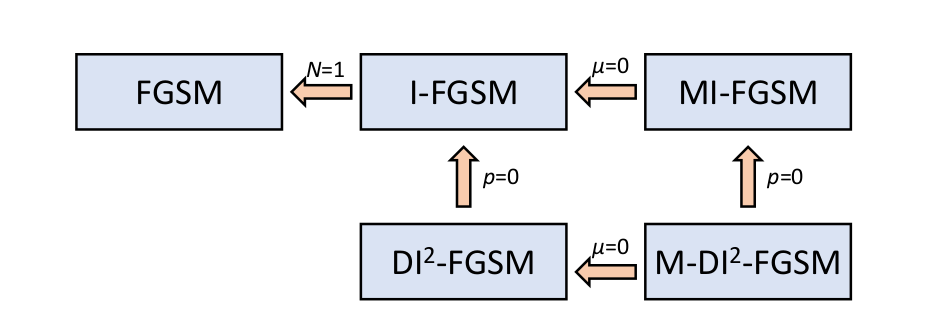 FGSM
N=1
I-FGSM
μ=0
MI-FGSM
p=0
p=0
DI²-FGSM
μ=0
M-DI²-FGSM